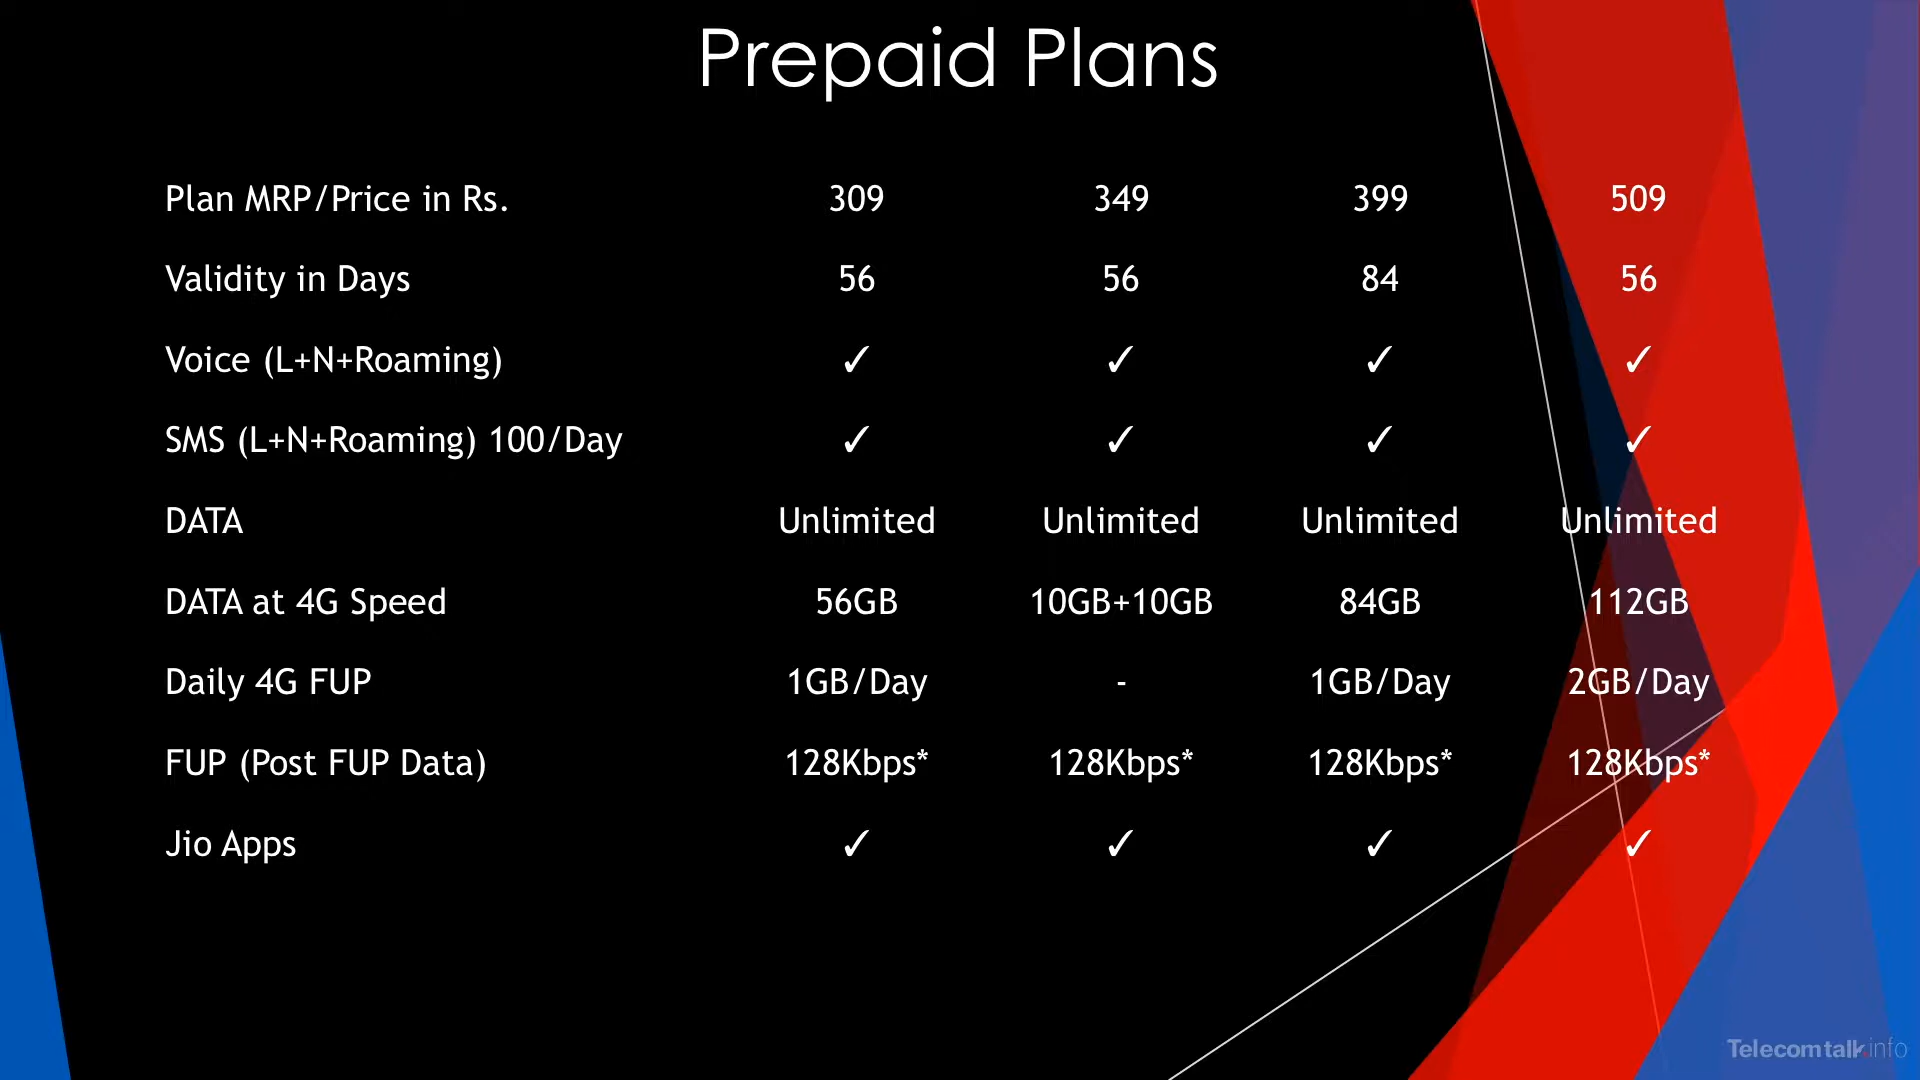 Prepaid Plans
Plan MRP/Price in Rs. 309 349 399 509
Validity in Days 56 56 84 56
Voice (L+N+Roaming) ✓ ✓ ✓ ✓
SMS (L+N+Roaming) 100/Day ✓ ✓ ✓ ✓
DATA Unlimited Unlimited Unlimited Unlimited
DATA at 4G Speed 56GB 10GB+10GB 84GB 112GB
Daily 4G FUP 1GB/Day - 1GB/Day 2GB/Day
FUP (Post FUP Data) 128Kbps* 128Kbps* 128Kbps* 128Kbps*
Jio Apps ✓ ✓ ✓ ✓
Telecomtalk.info